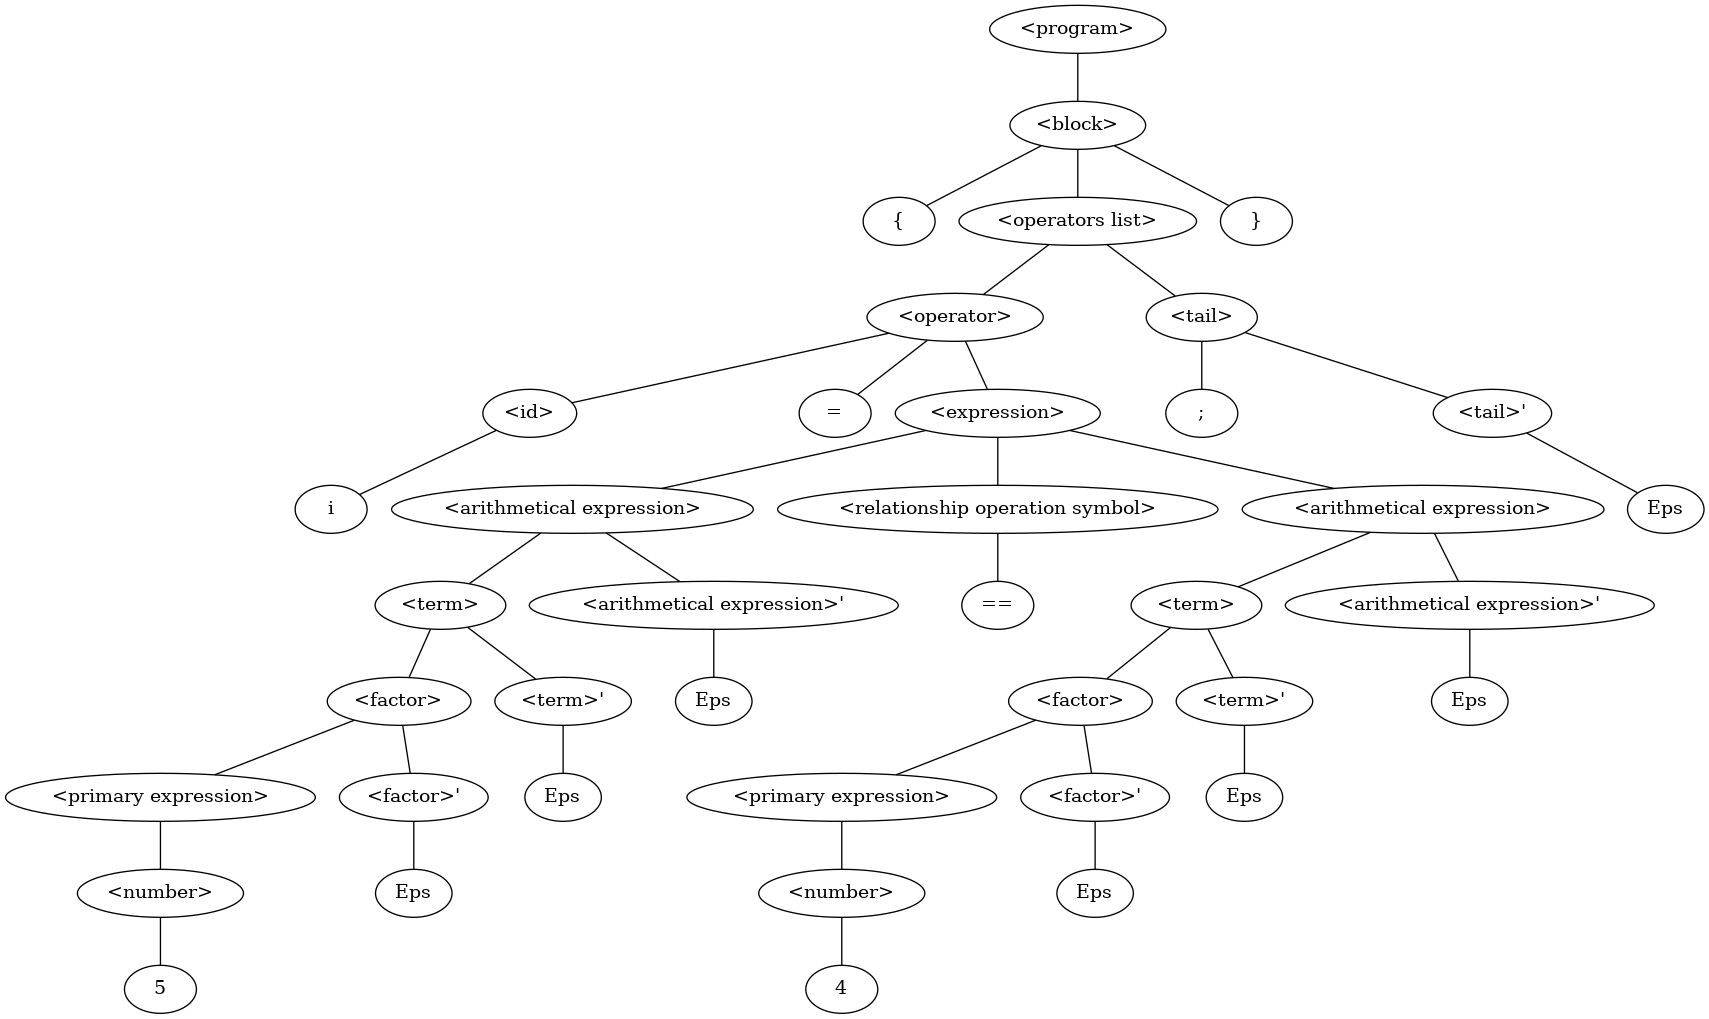 <program>
<block>
{
<operators list>
}
<operator>
<tail>
<id>
=
<expression>
;
<tail>'
i
<arithmetical expression>
<relationship operation symbol>
<arithmetical expression>
Eps
<term>
<arithmetical expression>'
==
<term>
<arithmetical expression>'
<factor>
<term>'
Eps
<factor>
<term>'
Eps
<primary expression>
<factor>'
Eps
<primary expression>
<factor>'
Eps
<number>
Eps
<number>
Eps
5
4